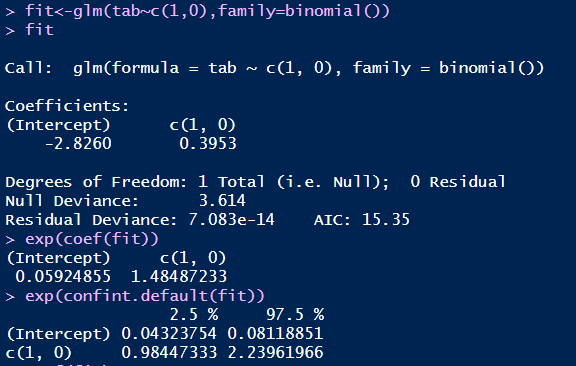 > fit<-glm(tab~c(1,0),family=binomial())
> fit
Call:  glm(formula = tab ~ c(1, 0), family = binomial())
Coefficients:
(Intercept)      c(1, 0)
    -2.8260       0.3953
Degrees of Freedom: 1 Total (i.e. Null);  0 Residual
Null Deviance:      3.614
Residual Deviance: 7.083e-14    AIC: 15.35
> exp(coef(fit))
(Intercept)     c(1, 0)
 0.05924855  1.48487233
> exp(confint.default(fit))
                 2.5 %     97.5 %
(Intercept) 0.04323754 0.08118851
c(1, 0)     0.98447333 2.23961966